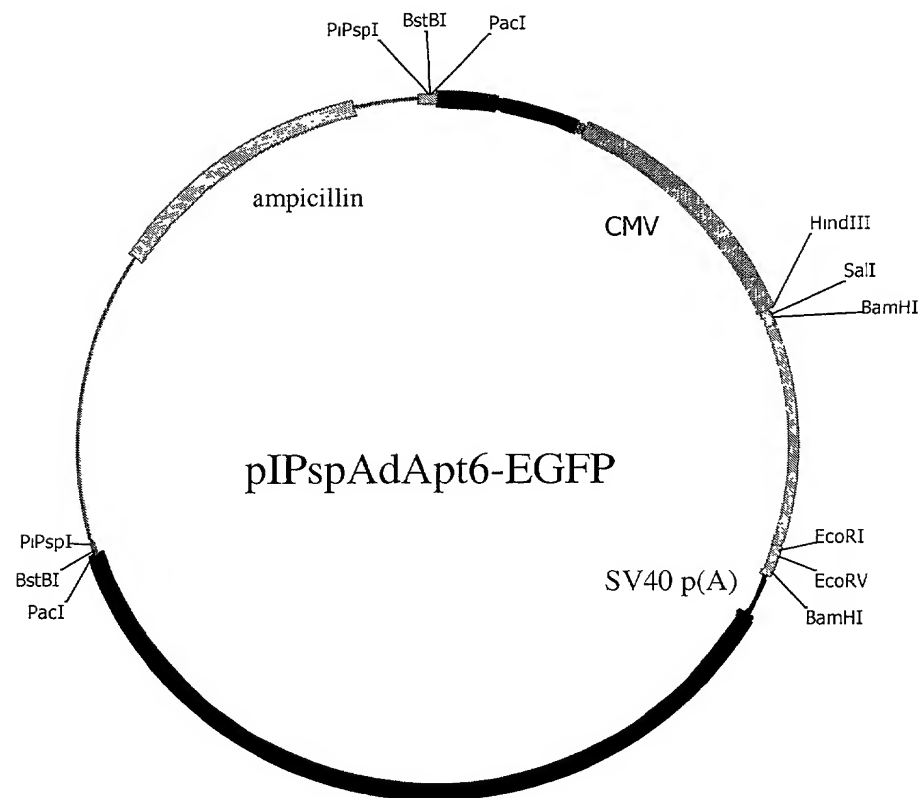 PiPspI
BstBI
PacI
ampicillin
CMV
HindIII
SalI
BamHI
pIPspAdApt6-EGFP
PiPspI
BstBI
PacI
SV40 p(A)
EcoRI
EcoRV
BamHI